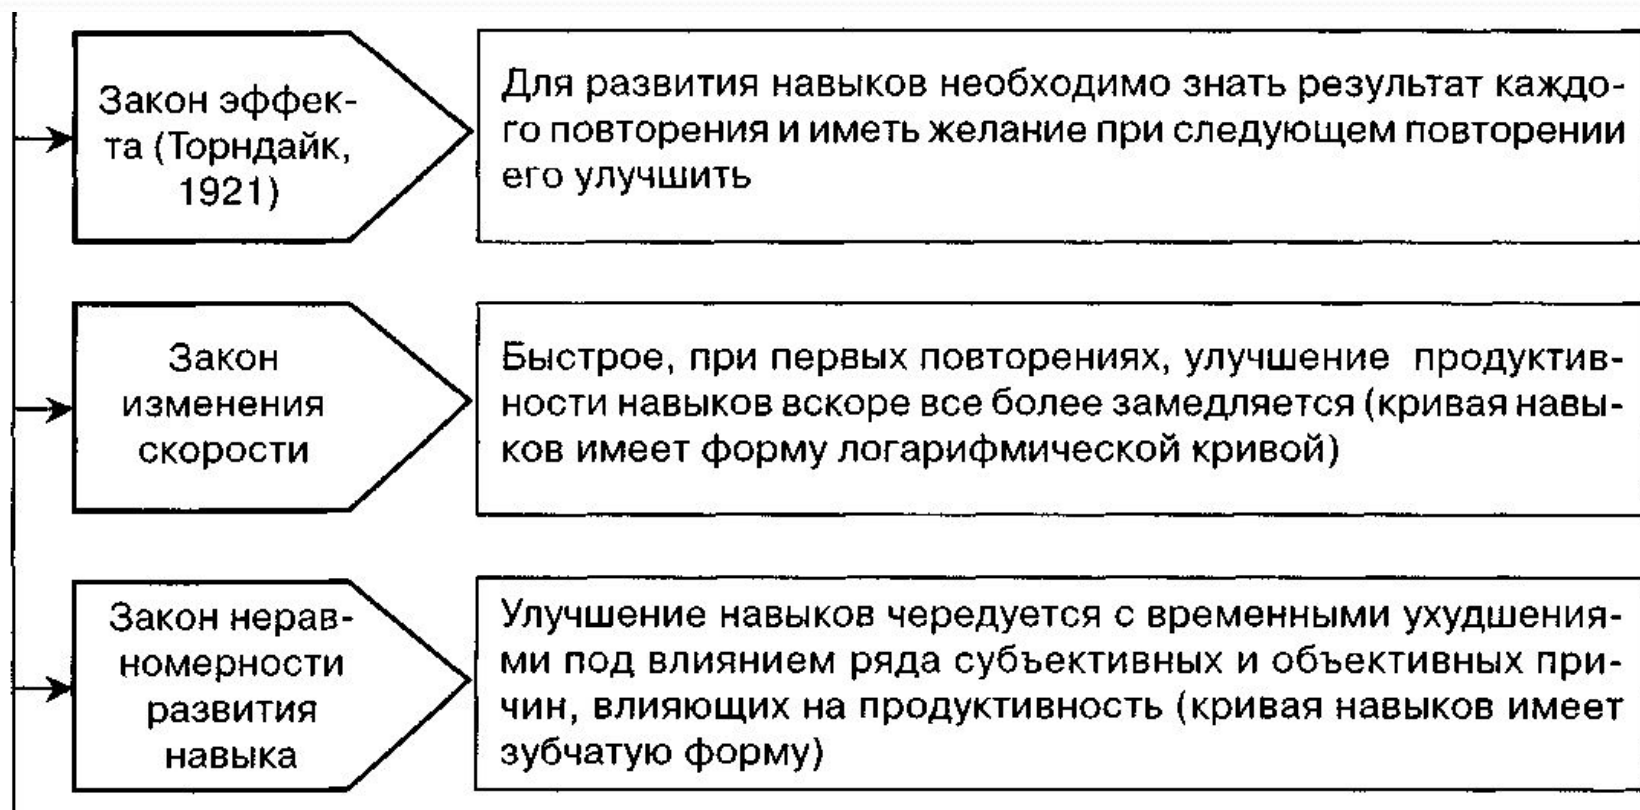 Закон эффек-
та (Торндайк,
1921)
Для развития навыков необходимо знать результат каждо-
го повторения и иметь желание при следующем повторении
его улучшить
Закон
изменения
скорости
Быстрое, при первых повторениях, улучшение продуктив-
ности навыков вскоре все более замедляется (кривая навы-
ков имеет форму логарифмической кривой)
Закон нерав-
номерности
развития
навыка
Улучшение навыков чередуется с временными ухудшения-
ми под влиянием ряда субъективных и объективных при-
чин, влияющих на продуктивность (кривая навыков имеет
зубчатую форму)